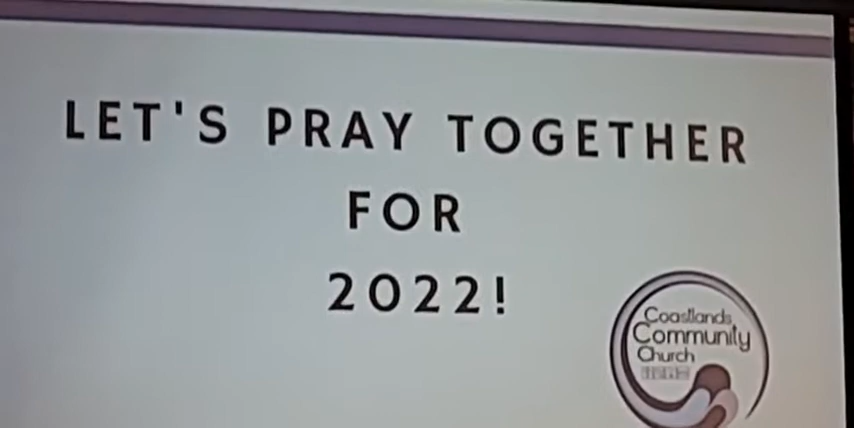 LET'S PRAY TOGETHER
FOR
2022!
Coastlands
Community
Church